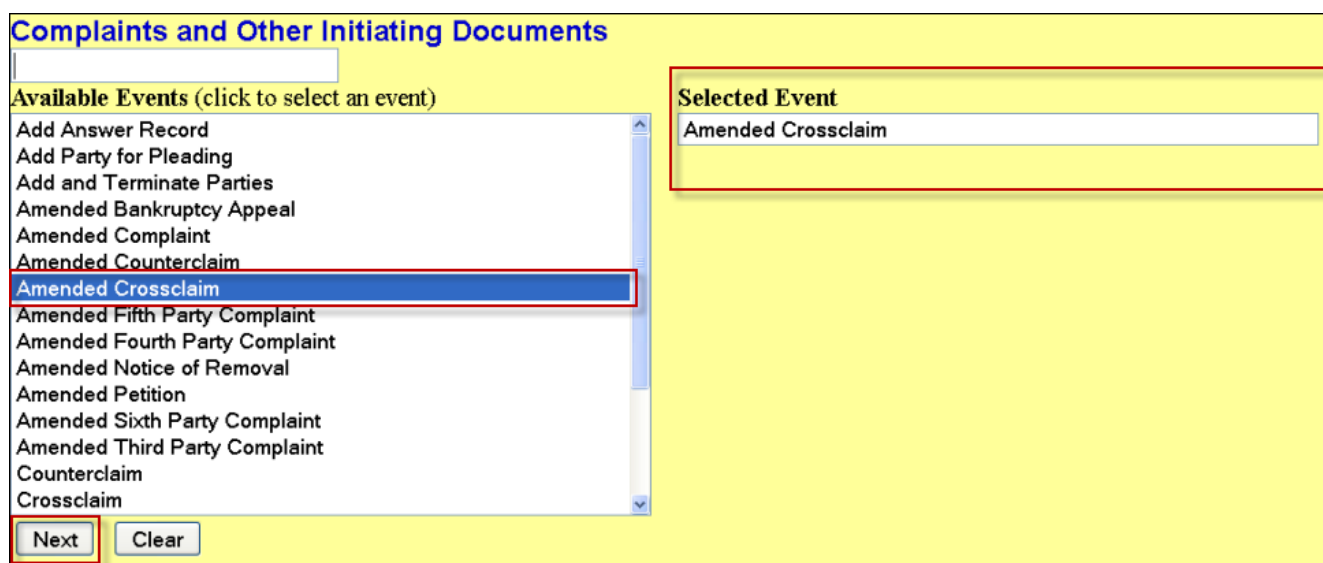 Complaints and Other Initiating Documents
Available Events (click to select an event)
Add Answer Record
Add Party for Pleading
Add and Terminate Parties
Amended Bankruptcy Appeal
Amended Complaint
Amended Counterclaim
Amended Crossclaim
Amended Fifth Party Complaint
Amended Fourth Party Complaint
Amended Notice of Removal
Amended Petition
Amended Sixth Party Complaint
Amended Third Party Complaint
Counterclaim
Crossclaim
Next Clear
Selected Event
Amended Crossclaim